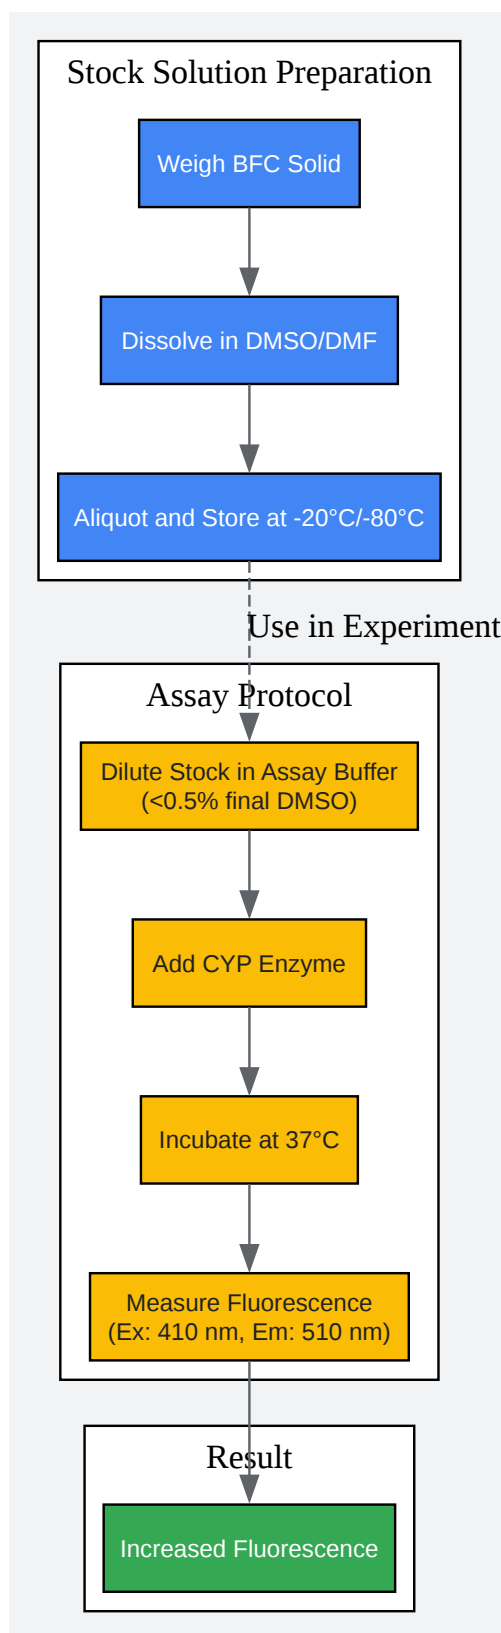 Stock Solution Preparation
Weigh BFC Solid
Dissolve in DMSO/DMF
Aliquot and Store at -20°C/-80°C
Use in Experiment
Assay Protocol
Dilute Stock in Assay Buffer
(<0.5% final DMSO)
Add CYP Enzyme
Incubate at 37°C
Measure Fluorescence
(Ex: 410 nm, Em: 510 nm)
Result
Increased Fluorescence